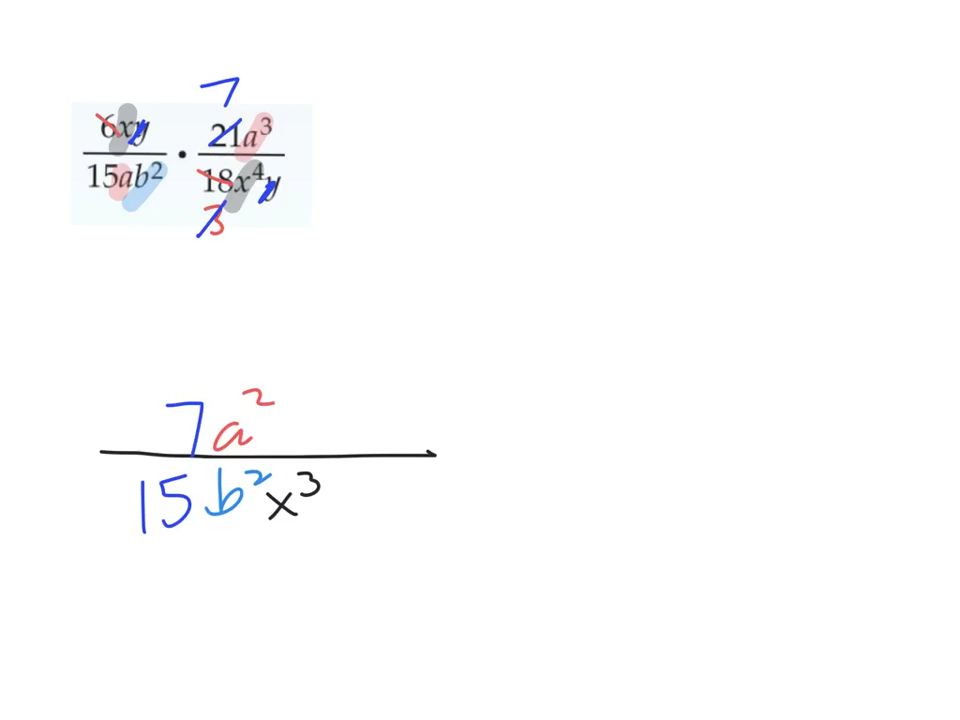 7
6xy / 15ab² · 21a³ / 18x⁴y
3
7a²
15b²x³